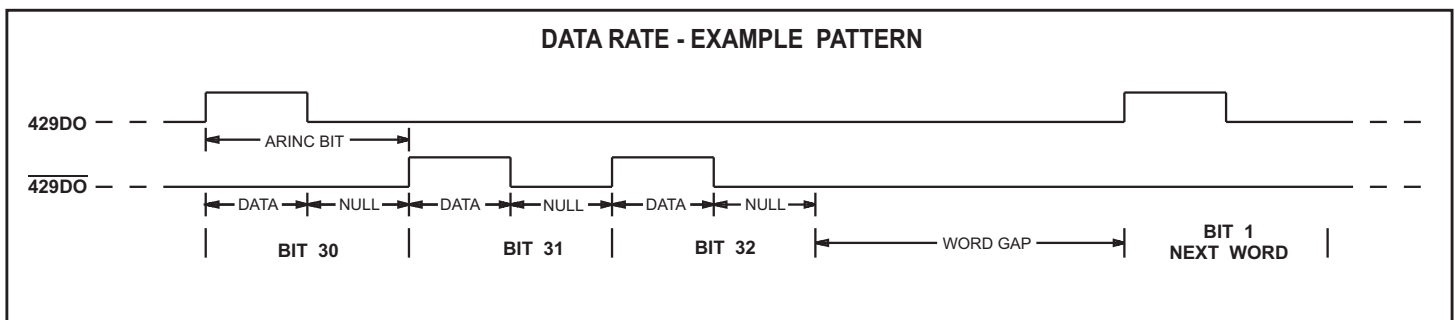 DATA RATE - EXAMPLE PATTERN
429DO
ARINC BIT
429DO
DATA NULL DATA NULL DATA NULL
BIT 30 BIT 31 BIT 32 WORD GAP BIT 1
NEXT WORD